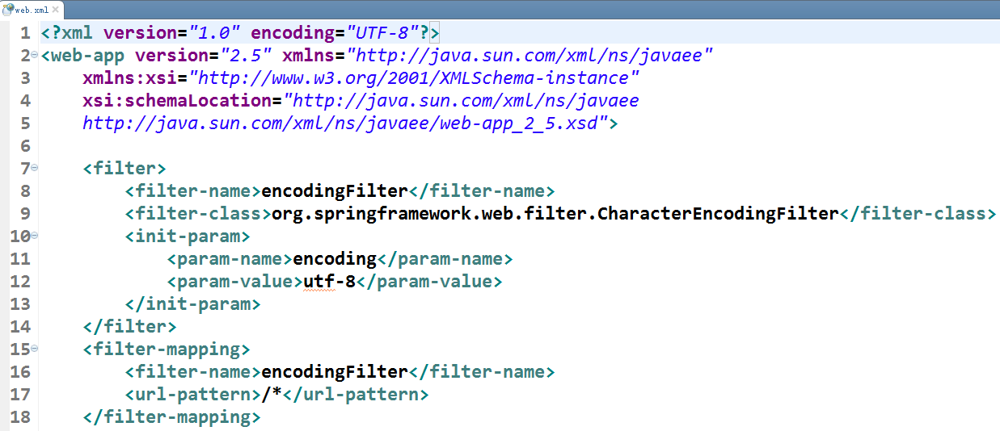 web.xml
1 <?xml version="1.0" encoding="UTF-8"?>
2 <web-app version="2.5" xmlns="http://java.sun.com/xml/ns/javaee"
3     xmlns:xsi="http://www.w3.org/2001/XMLSchema-instance"
4     xsi:schemaLocation="http://java.sun.com/xml/ns/javaee
5     http://java.sun.com/xml/ns/javaee/web-app_2_5.xsd">
6
7     <filter>
8         <filter-name>encodingFilter</filter-name>
9         <filter-class>org.springframework.web.filter.CharacterEncodingFilter</filter-class>
10         <init-param>
11             <param-name>encoding</param-name>
12             <param-value>utf-8</param-value>
13         </init-param>
14     </filter>
15     <filter-mapping>
16         <filter-name>encodingFilter</filter-name>
17         <url-pattern>/*</url-pattern>
18     </filter-mapping>